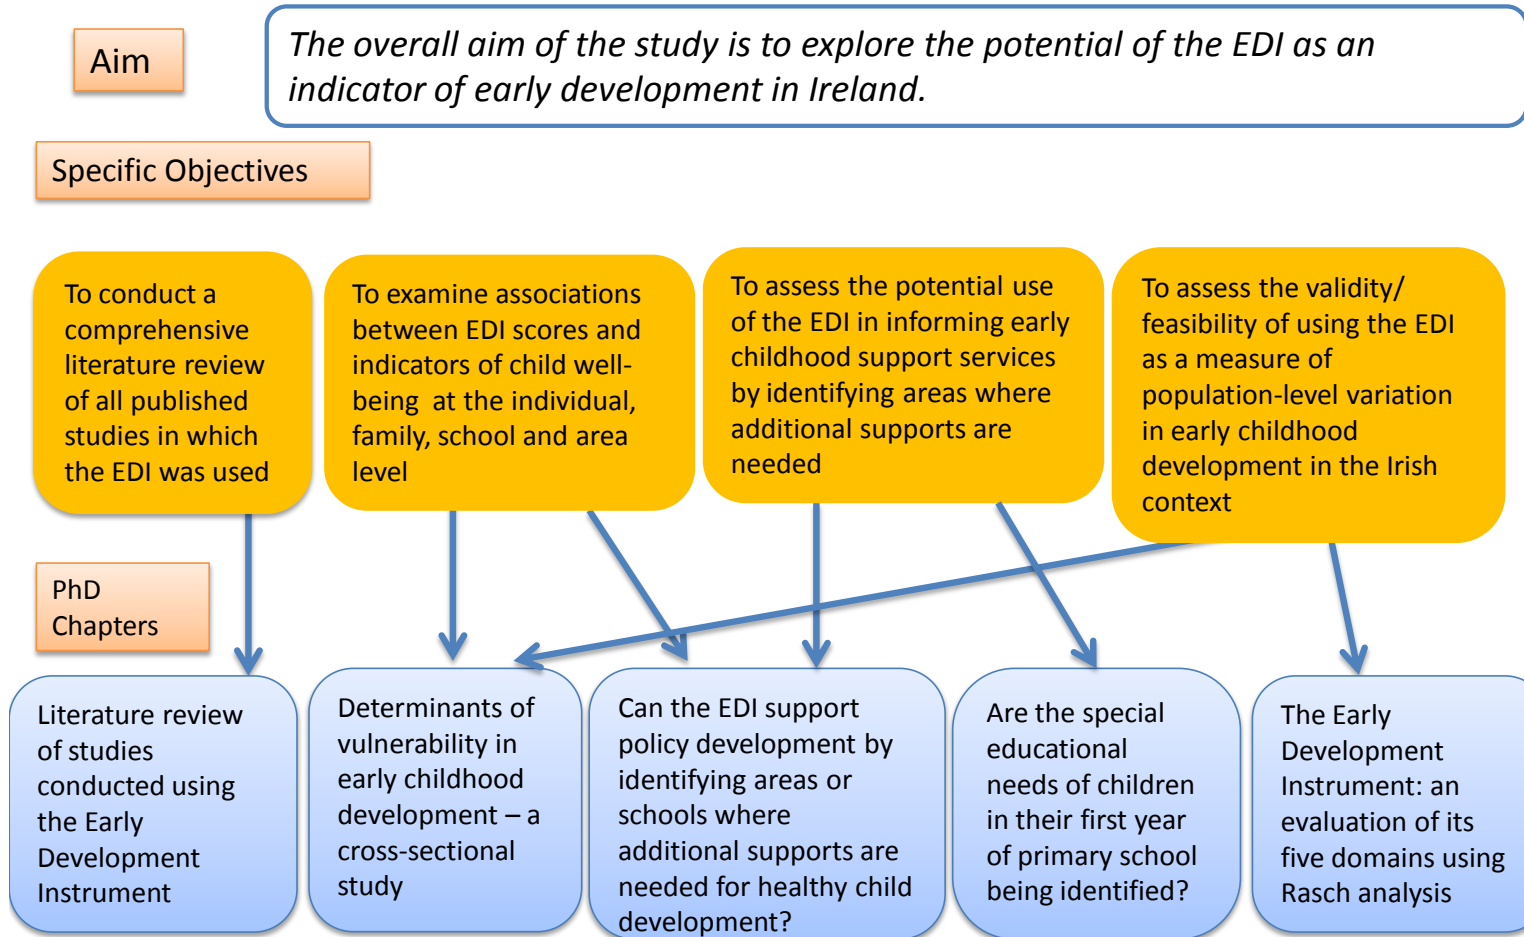 Aim
The overall aim of the study is to explore the potential of the EDI as an
indicator of early development in Ireland.
Specific Objectives
To conduct a
comprehensive
literature review
of all published
studies in which
the EDI was used
To examine associations
between EDI scores and
indicators of child well-
being at the individual,
family, school and area
level
To assess the potential use
of the EDI in informing early
childhood support services
by identifying areas where
additional supports are
needed
To assess the validity/
feasibility of using the EDI
as a measure of
population-level variation
in early childhood
development in the Irish
context
PhD
Chapters
Literature review
of studies
conducted using
the Early
Development
Instrument
Determinants of
vulnerability in
early childhood
development – a
cross-sectional
study
Can the EDI support
policy development by
identifying areas or
schools where
additional supports are
needed for healthy child
development?
Are the special
educational
needs of children
in their first year
of primary school
being identified?
The Early
Development
Instrument: an
evaluation of its
five domains using
Rasch analysis